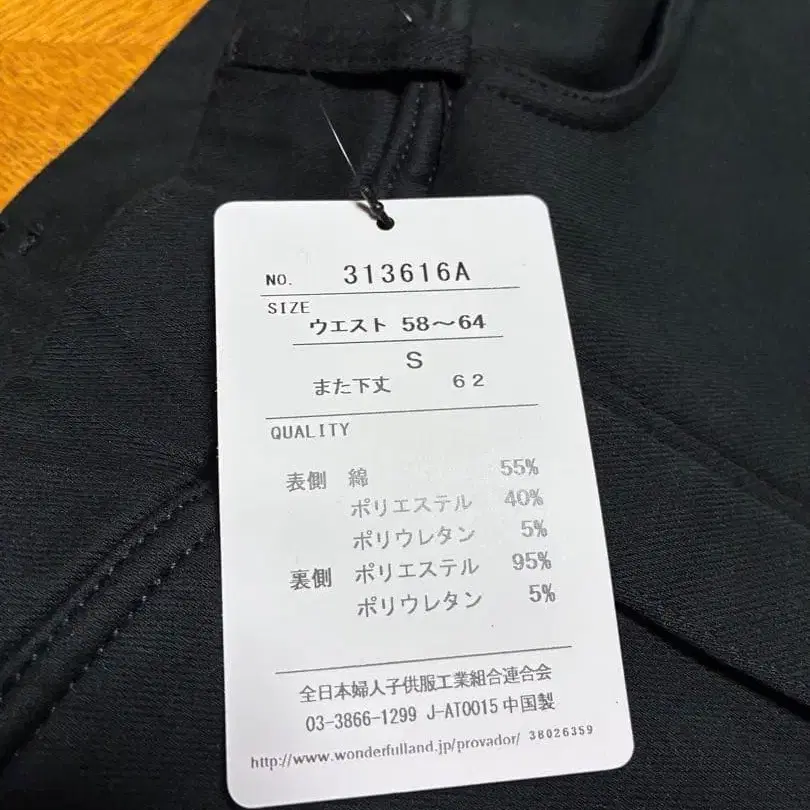 NO. 313616A
SIZE
ウエスト 58〜64
S
また下丈 62
QUALITY
表側 綿 55%
ポリエステル 40%
ポリウレタン 5%
裏側 ポリエステル 95%
ポリウレタン 5%
全日本婦人子供服工業組合連合会
03-3866-1299 J-AT0015 中国製
http://www.wonderfulland.jp/provador/ 38026359